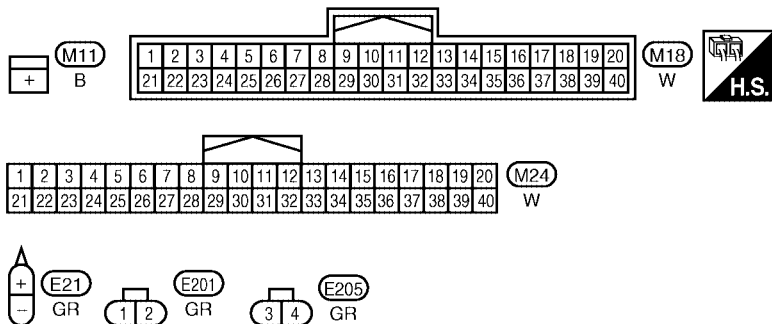 M11
+
B
1 2 3 4 5 6 7 8 9 10 11 12 13 14 15 16 17 18 19 20
21 22 23 24 25 26 27 28 29 30 31 32 33 34 35 36 37 38 39 40
M18
W
H.S.
1 2 3 4 5 6 7 8 9 10 11 12 13 14 15 16 17 18 19 20
21 22 23 24 25 26 27 28 29 30 31 32 33 34 35 36 37 38 39 40
M24
W
+
-
E21
GR
1 2
E201
GR
3 4
E205
GR